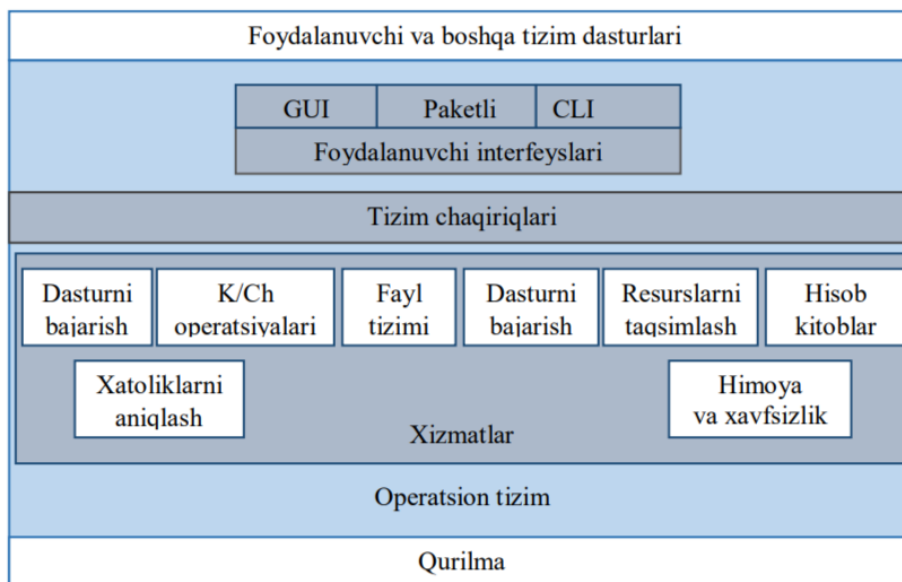 Foydalanuvchi va boshqa tizim dasturlari
GUI
Paketli
CLI
Foydalanuvchi interfeyslari
Tizim chaqiriqlari
Dasturni
bajarish
K/Ch
operatsiyalari
Fayl
tizimi
Dasturni
bajarish
Resurslarni
taqsimlash
Hisob
kitoblar
Xatoliklarni
aniqlash
Himoya
va xavfsizlik
Xizmatlar
Operatsion tizim
Qurilma